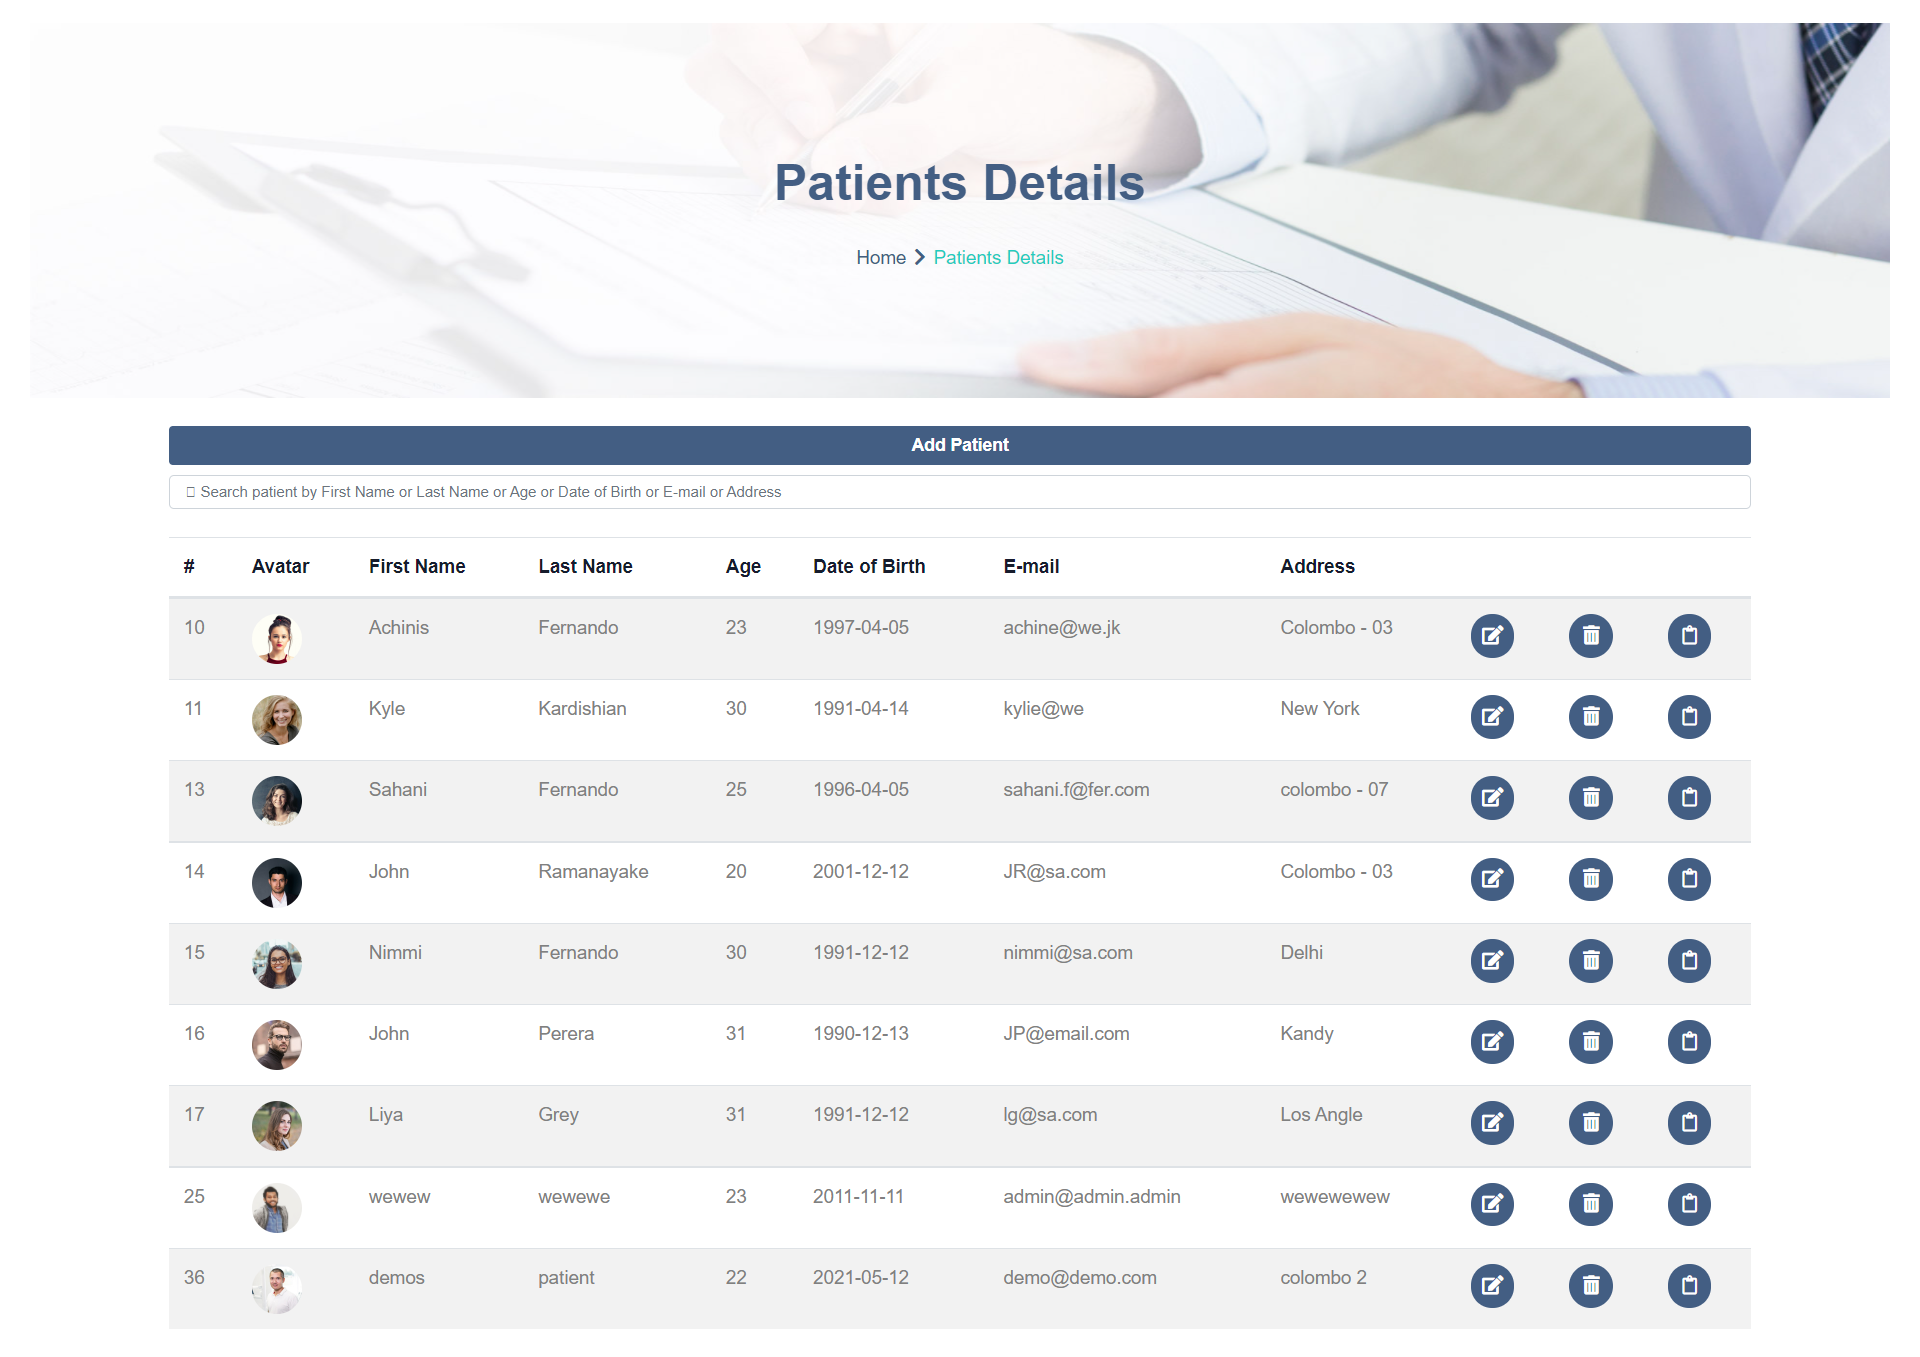 Patients Details
Home Patients Details
Add Patient
Search patient by First Name or Last Name or Age or Date of Birth or E-mail or Address
# Avatar First Name Last Name Age Date of Birth E-mail Address
10 Achinis Fernando 23 1997-04-05 achine@we.jk Colombo - 03
11 Kyle Kardishian 30 1991-04-14 kylie@we New York
13 Sahani Fernando 25 1996-04-05 sahani.f@fer.com colombo - 07
14 John Ramanayake 20 2001-12-12 JR@sa.com Colombo - 03
15 Nimmi Fernando 30 1991-12-12 nimmi@sa.com Delhi
16 John Perera 31 1990-12-13 JP@email.com Kandy
17 Liya Grey 31 1991-12-12 lg@sa.com Los Angle
25 wewew wewewe 23 2011-11-11 admin@admin.admin wewewewew
36 demos patient 22 2021-05-12 demo@demo.com colombo 2